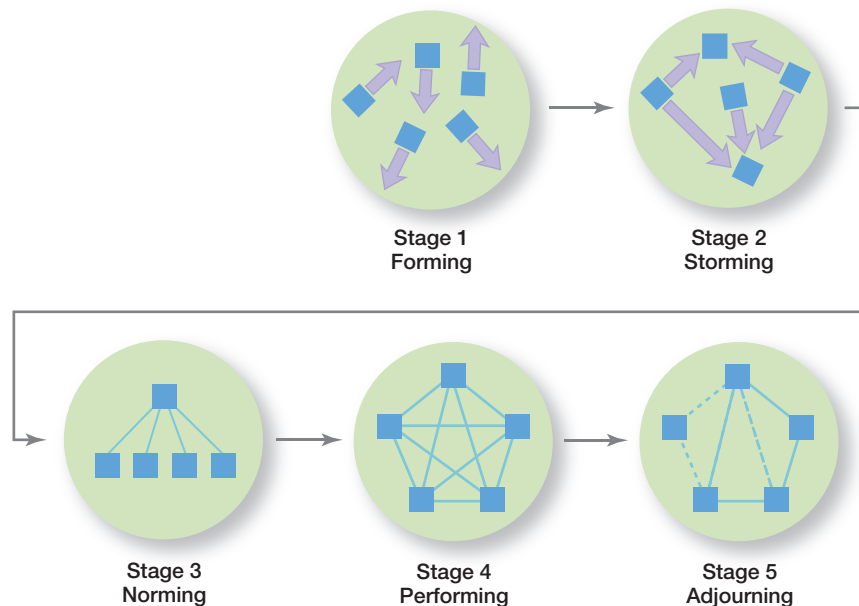 Stage 1
Forming
Stage 2
Storming
Stage 3
Norming
Stage 4
Performing
Stage 5
Adjourning